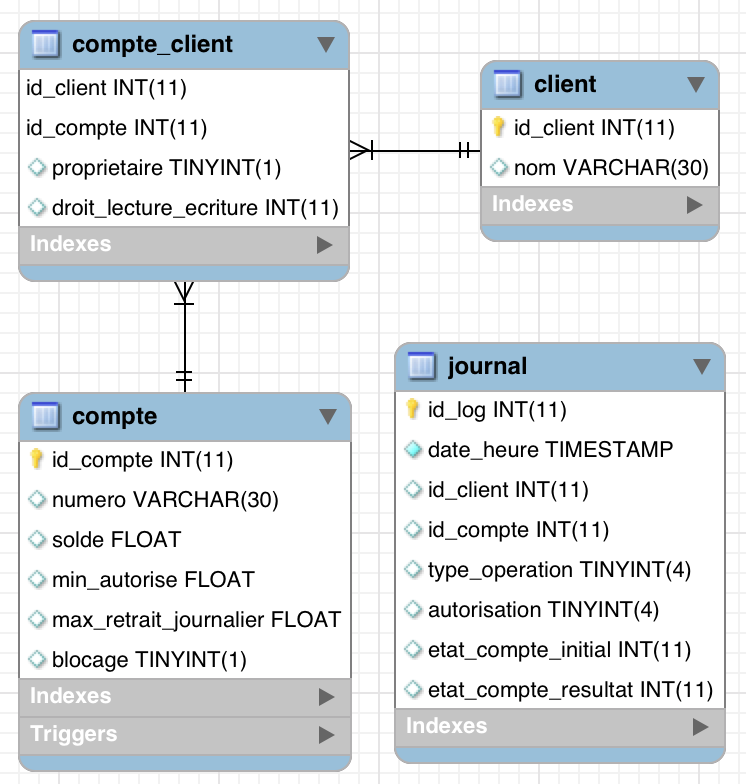 compte_client
id_client INT(11)
id_compte INT(11)
proprietaire TINYINT(1)
droit_lecture_ecriture INT(11)
Indexes
client
id_client INT(11)
nom VARCHAR(30)
Indexes
compte
id_compte INT(11)
numero VARCHAR(30)
solde FLOAT
min_autorise FLOAT
max_retrait_journalier FLOAT
blocage TINYINT(1)
Indexes
Triggers
journal
id_log INT(11)
date_heure TIMESTAMP
id_client INT(11)
id_compte INT(11)
type_operation TINYINT(4)
autorisation TINYINT(4)
etat_compte_initial INT(11)
etat_compte_resultat INT(11)
Indexes